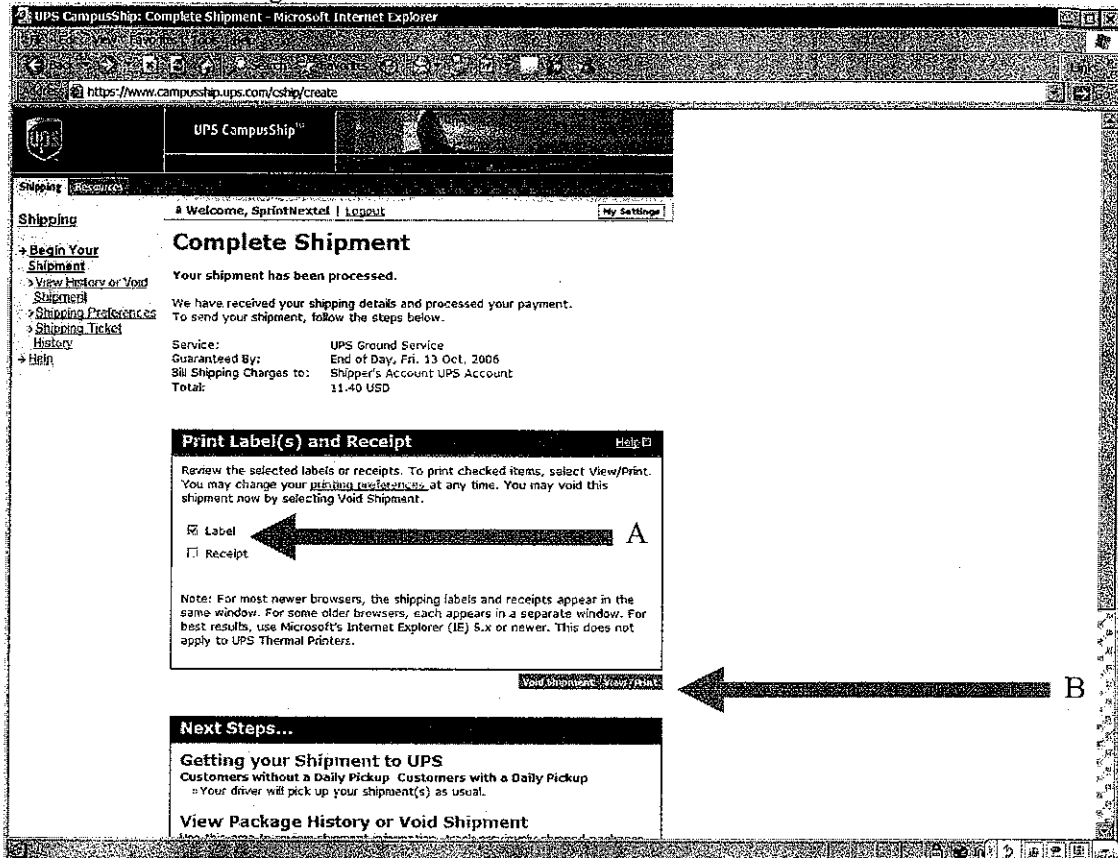 UPS CampusShip: Complete Shipment - Microsoft Internet Explorer
https://www.campusship.ups.com/cship/create
UPS
UPS CampusShip™
Shipping Resources
Welcome, SprintNextel | Logout
My Settings
Shipping
Begin Your
Shipment
View History or Void
Shipment
Shipping Preferences
Shipping Ticket
History
Help
Complete Shipment
Your shipment has been processed.
We have received your shipping details and processed your payment.
To send your shipment, follow the steps below.
Service: UPS Ground Service
Guaranteed By: End of Day, Fri. 13 Oct, 2006
Bill Shipping Charges to: Shipper's Account UPS Account
Total: 11.40 USD
Print Label(s) and Receipt
Help
Review the selected labels or receipts. To print checked items, select View/Print.
You may change your printing preferences at any time. You may void this
shipment now by selecting Void Shipment.
Label
A
Receipt
Note: For most newer browsers, the shipping labels and receipts appear in the
same window. For some older browsers, each appears in a separate window. For
best results, use Microsoft's Internet Explorer (IE) 5.x or newer. This does not
apply to UPS Thermal Printers.
Void Shipment View/Print
B
Next Steps...
Getting your Shipment to UPS
Customers without a Daily Pickup Customers with a Daily Pickup
Your driver will pick up your shipment(s) as usual.
View Package History or Void Shipment